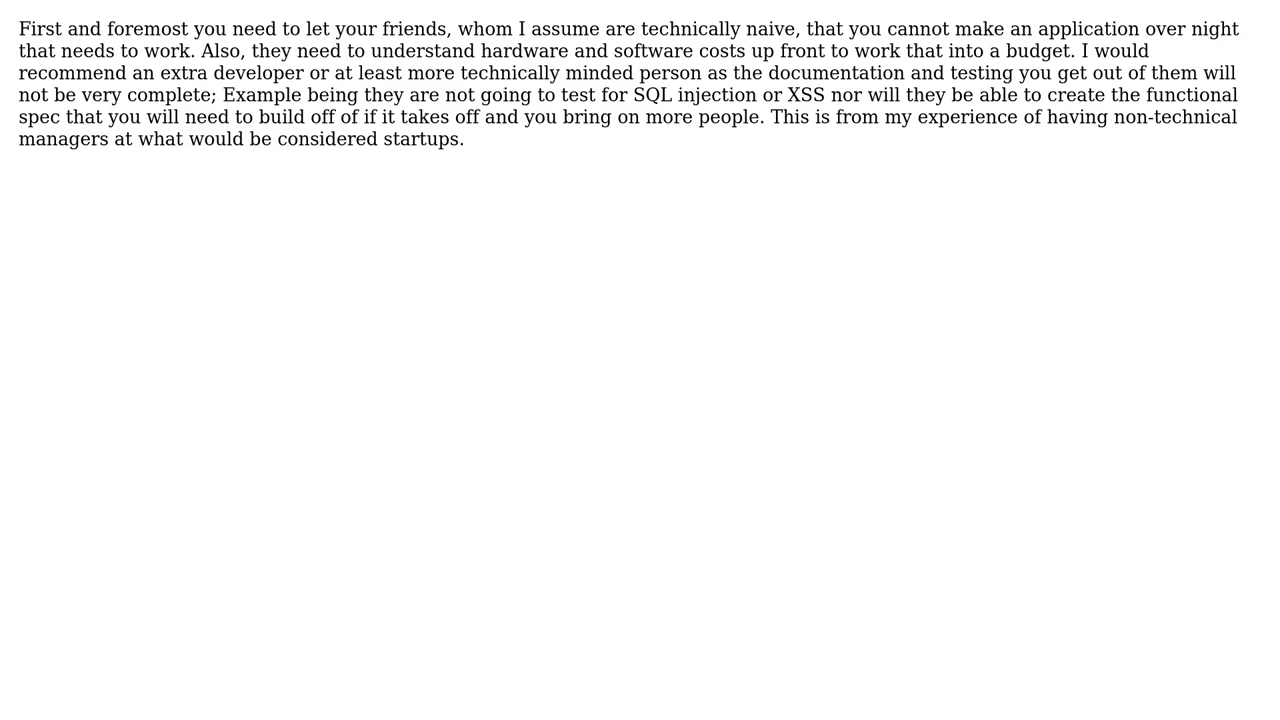 First and foremost you need to let your friends, whom I assume are technically naive, that you cannot make an application over night
that needs to work. Also, they need to understand hardware and software costs up front to work that into a budget. I would
recommend an extra developer or at least more technically minded person as the documentation and testing you get out of them will
not be very complete; Example being they are not going to test for SQL injection or XSS nor will they be able to create the functional
spec that you will need to build off of if it takes off and you bring on more people. This is from my experience of having non-technical
managers at what would be considered startups.